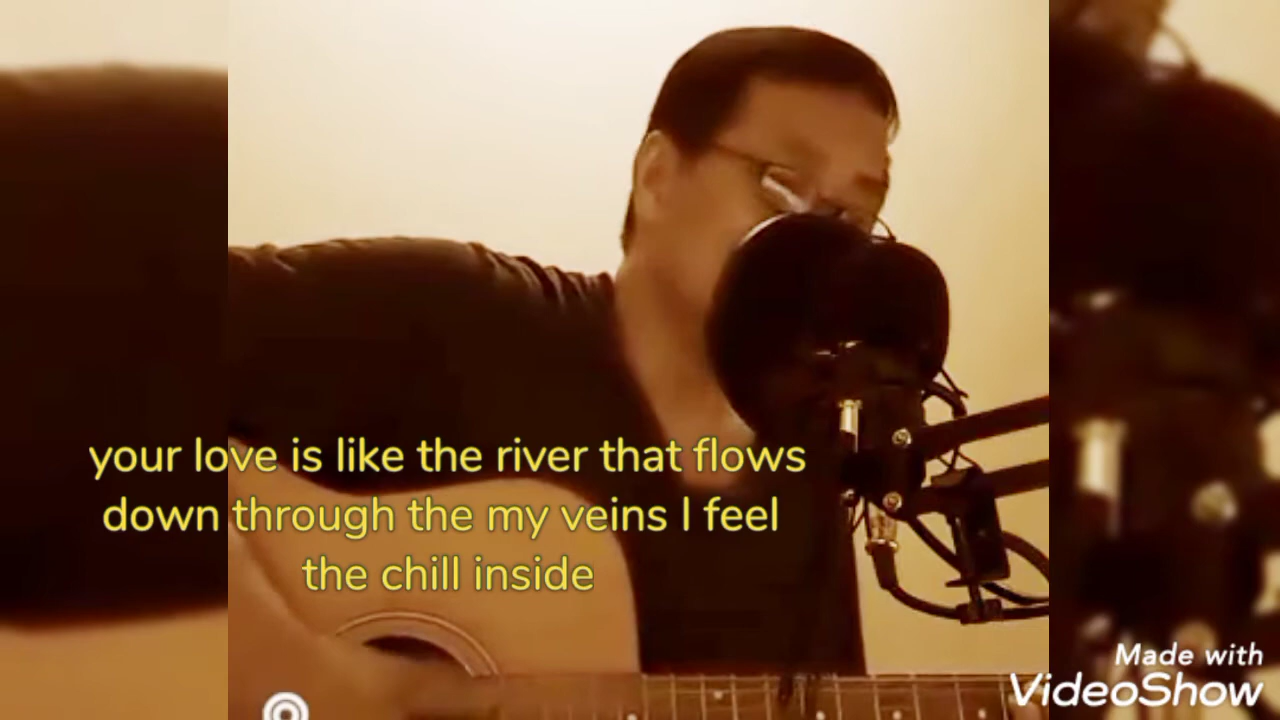 your love is like the river that flows
down through the my veins I feel
the chill inside
Made with
VideoShow